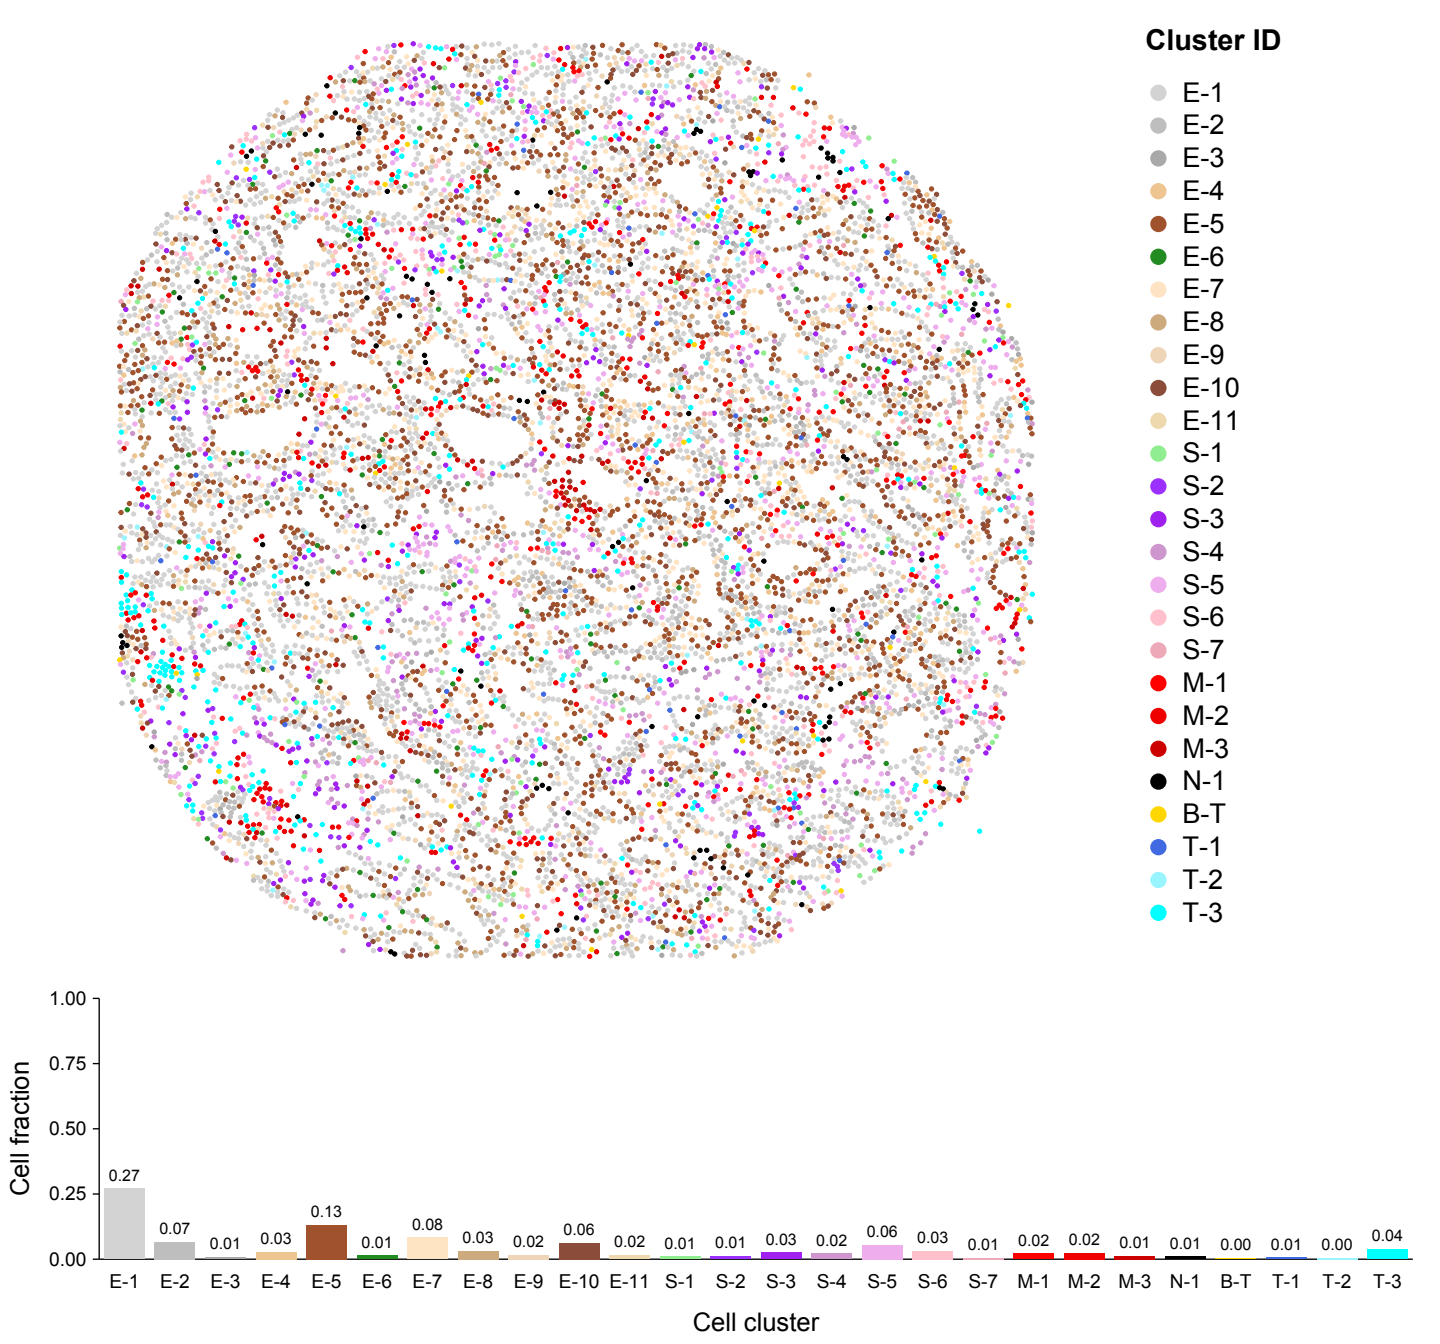 Cluster ID
E-1
E-2
E-3
E-4
E-5
E-6
E-7
E-8
E-9
E-10
E-11
S-1
S-2
S-3
S-4
S-5
S-6
S-7
M-1
M-2
M-3
N-1
B-T
T-1
T-2
T-3
Cell fraction
1.00
0.75
0.50
0.25
0.00
0.27 0.07 0.01 0.03 0.13 0.01 0.08 0.03 0.02 0.06 0.02 0.01 0.01 0.03 0.02 0.06 0.03 0.01 0.02 0.02 0.01 0.01 0.00 0.01 0.00 0.04
E-1 E-2 E-3 E-4 E-5 E-6 E-7 E-8 E-9 E-10 E-11 S-1 S-2 S-3 S-4 S-5 S-6 S-7 M-1 M-2 M-3 N-1 B-T T-1 T-2 T-3
Cell cluster